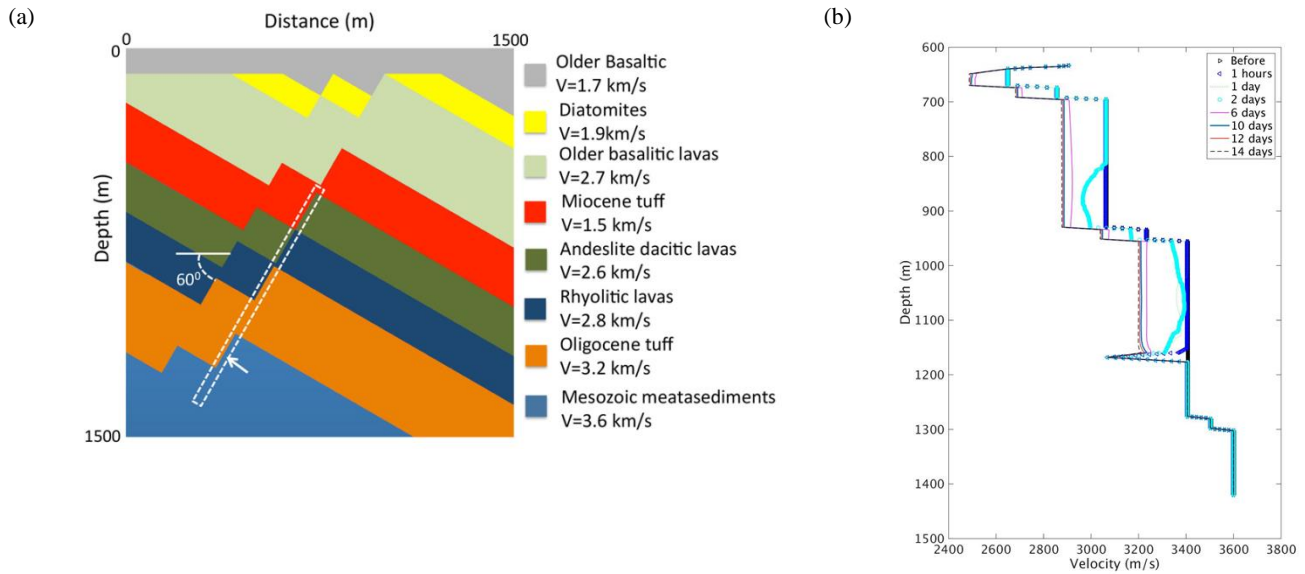 (a)
Distance (m)
0
1500
0
Depth (m)
1500
60⁰
Older Basaltic
V=1.7 km/s
Diatomites
V=1.9km/s
Older basalitic lavas
V=2.7 km/s
Miocene tuff
V=1.5 km/s
Andeslite dacitic lavas
V=2.6 km/s
Rhyolitic lavas
V=2.8 km/s
Oligocene tuff
V=3.2 km/s
Mesozoic meatasediments
V=3.6 km/s
(b)
600
700
800
900
1000
1100
1200
1300
1400
1500
Depth (m)
2400 2600 2800 3000 3200 3400 3600 3800
Velocity (m/s)
Before
1 hours
1 day
2 days
6 days
10 days
12 days
14 days